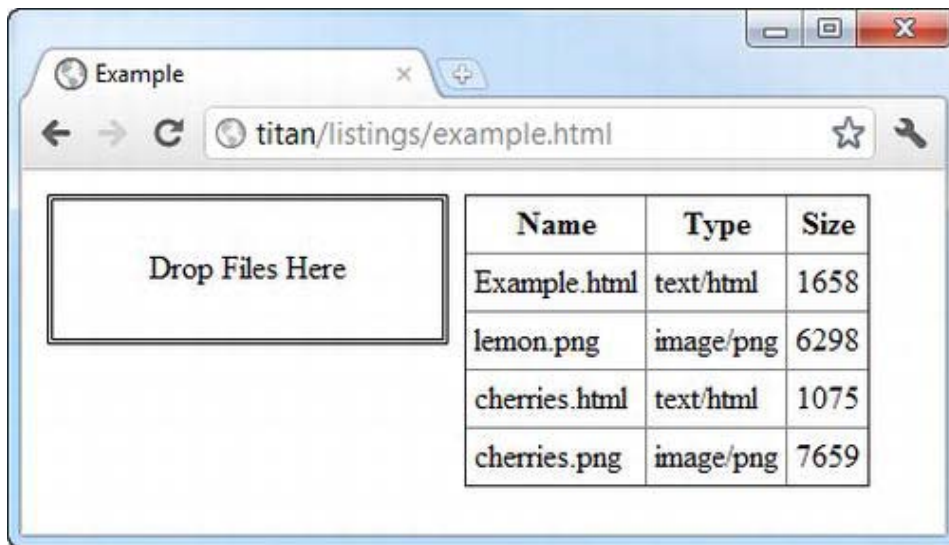 Example
titan/listings/example.html
Drop Files Here
Name Type Size
Example.html text/html 1658
lemon.png image/png 6298
cherries.html text/html 1075
cherries.png image/png 7659